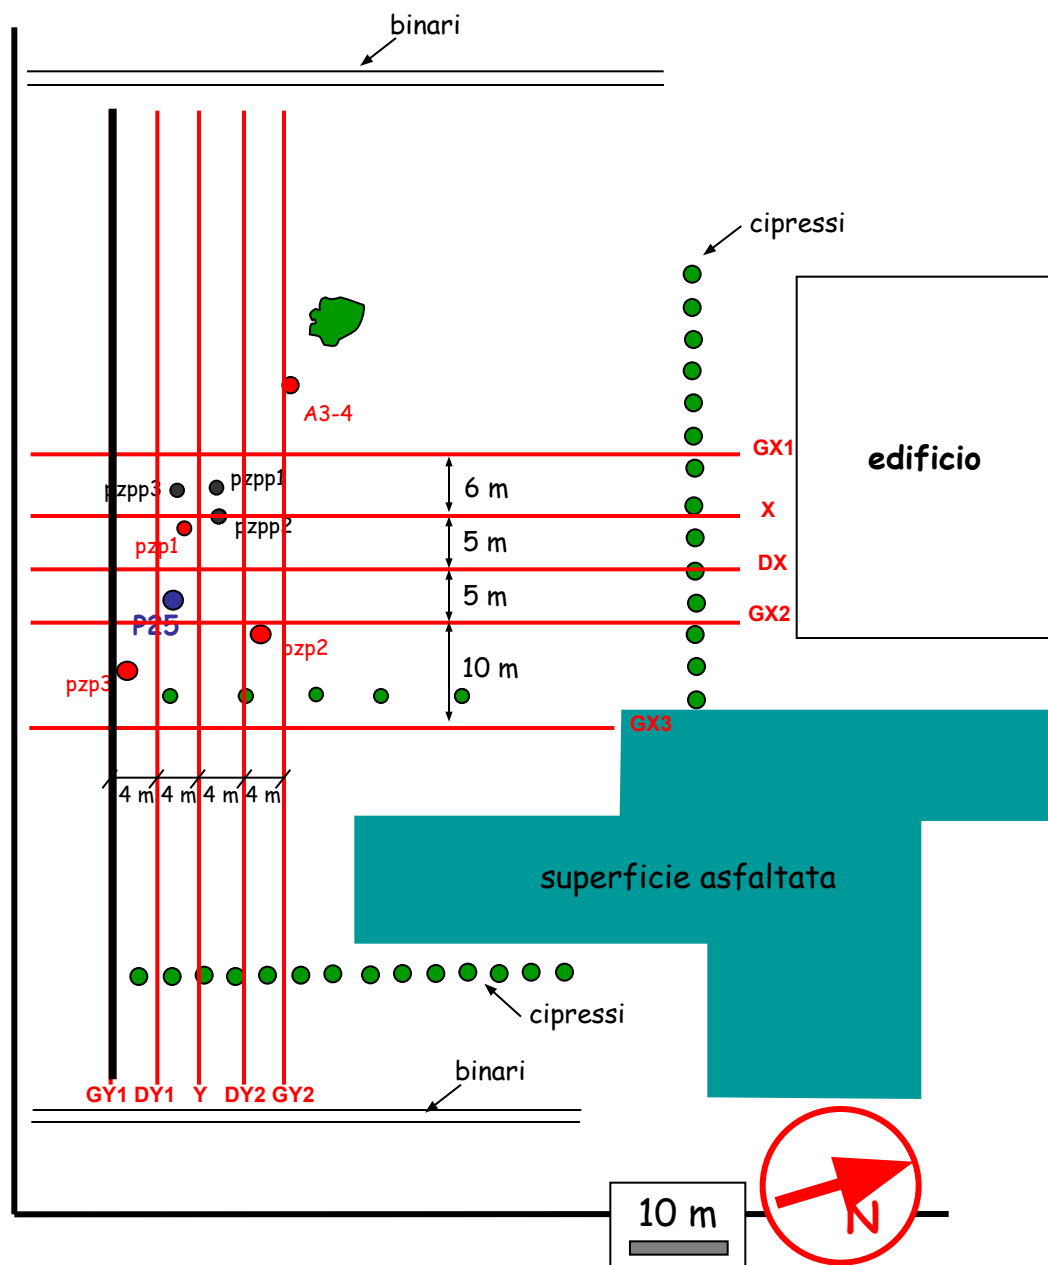 binari
cipressi
A3-4
GX1
edificio
pzpp3
pzpp1
6 m
X
pzpp2
pzp1
5 m
DX
5 m
GX2
P25
pzp2
pzp3
10 m
GX3
4 m 4 m 4 m 4 m
superficie asfaltata
cipressi
binari
GY1 DY1 Y DY2 GY2
10 m
N